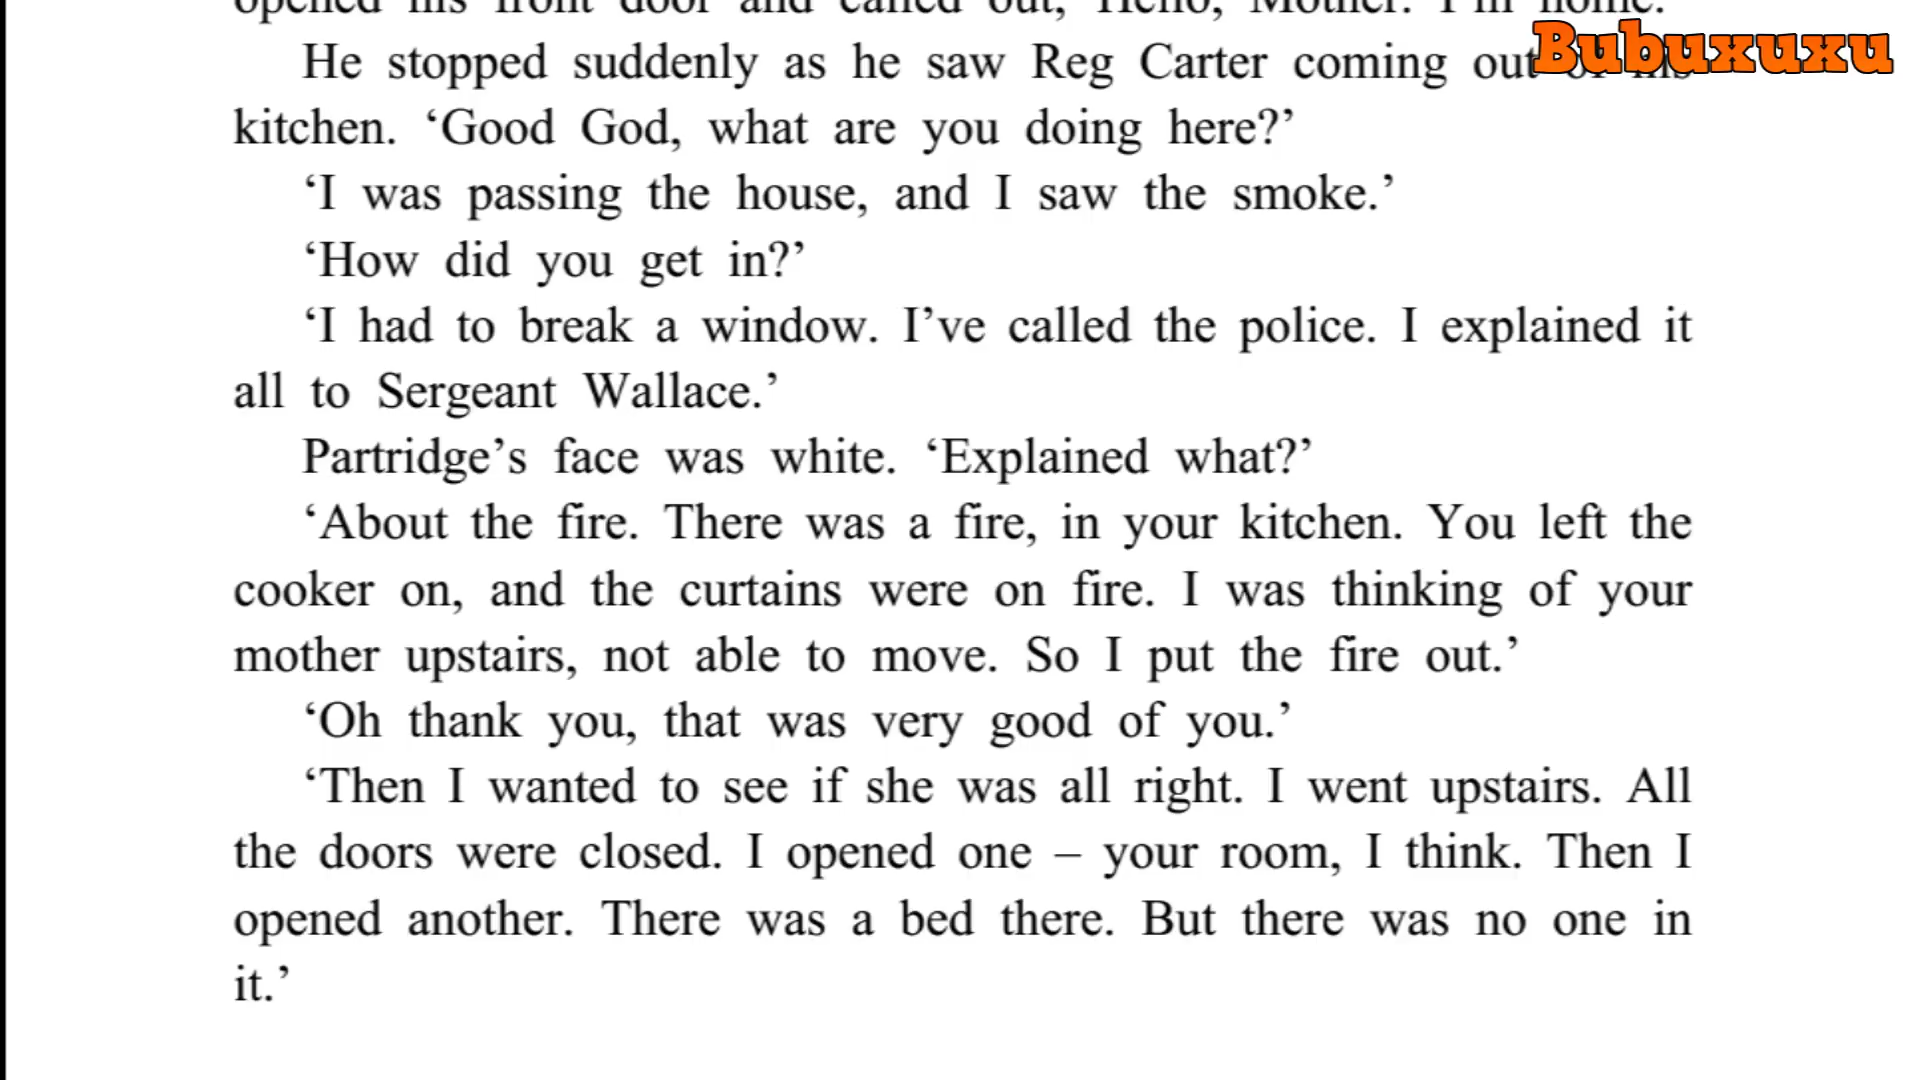 opened his front door and called out, ‘Hello, Mother. I’m home.’
Bubuxuxu
He stopped suddenly as he saw Reg Carter coming out of his
kitchen. ‘Good God, what are you doing here?’
‘I was passing the house, and I saw the smoke.’
‘How did you get in?’
‘I had to break a window. I’ve called the police. I explained it
all to Sergeant Wallace.’
Partridge’s face was white. ‘Explained what?’
‘About the fire. There was a fire, in your kitchen. You left the
cooker on, and the curtains were on fire. I was thinking of your
mother upstairs, not able to move. So I put the fire out.’
‘Oh thank you, that was very good of you.’
‘Then I wanted to see if she was all right. I went upstairs. All
the doors were closed. I opened one – your room, I think. Then I
opened another. There was a bed there. But there was no one in
it.’